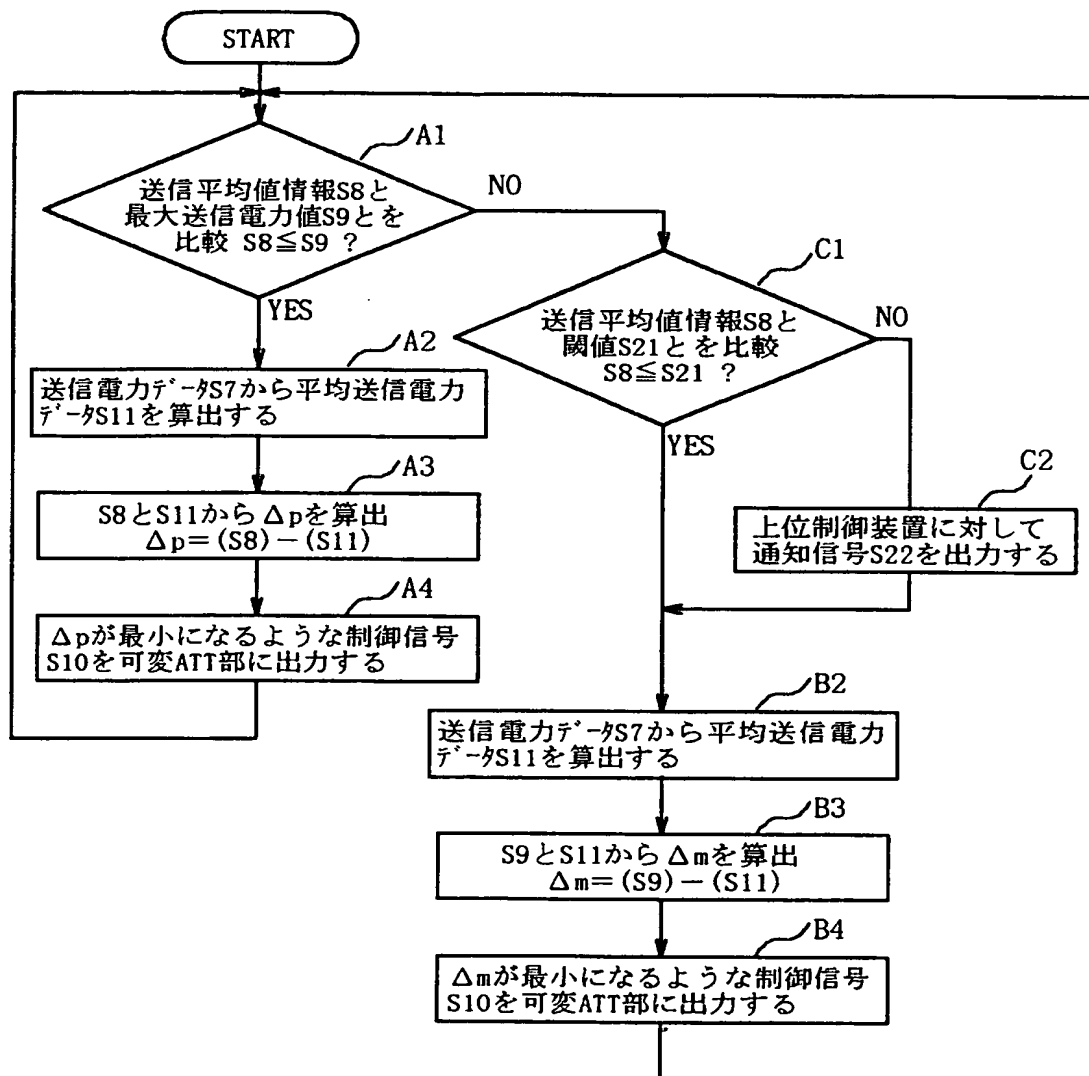 START
A1
送信平均値情報S8と
最大送信電力値S9とを
比較 S8≦S9 ?
NO
YES
A2
送信電力ﾃﾞｰﾀS7から平均送信電力
ﾃﾞｰﾀS11を算出する
A3
S8とS11からΔpを算出
Δp=(S8)－(S11)
A4
Δpが最小になるような制御信号
S10を可変ATT部に出力する
C1
送信平均値情報S8と
閾値S21とを比較
S8≦S21 ?
NO
YES
C2
上位制御装置に対して
通知信号S22を出力する
B2
送信電力ﾃﾞｰﾀS7から平均送信電力
ﾃﾞｰﾀS11を算出する
B3
S9とS11からΔmを算出
Δm=(S9)－(S11)
B4
Δmが最小になるような制御信号
S10を可変ATT部に出力する